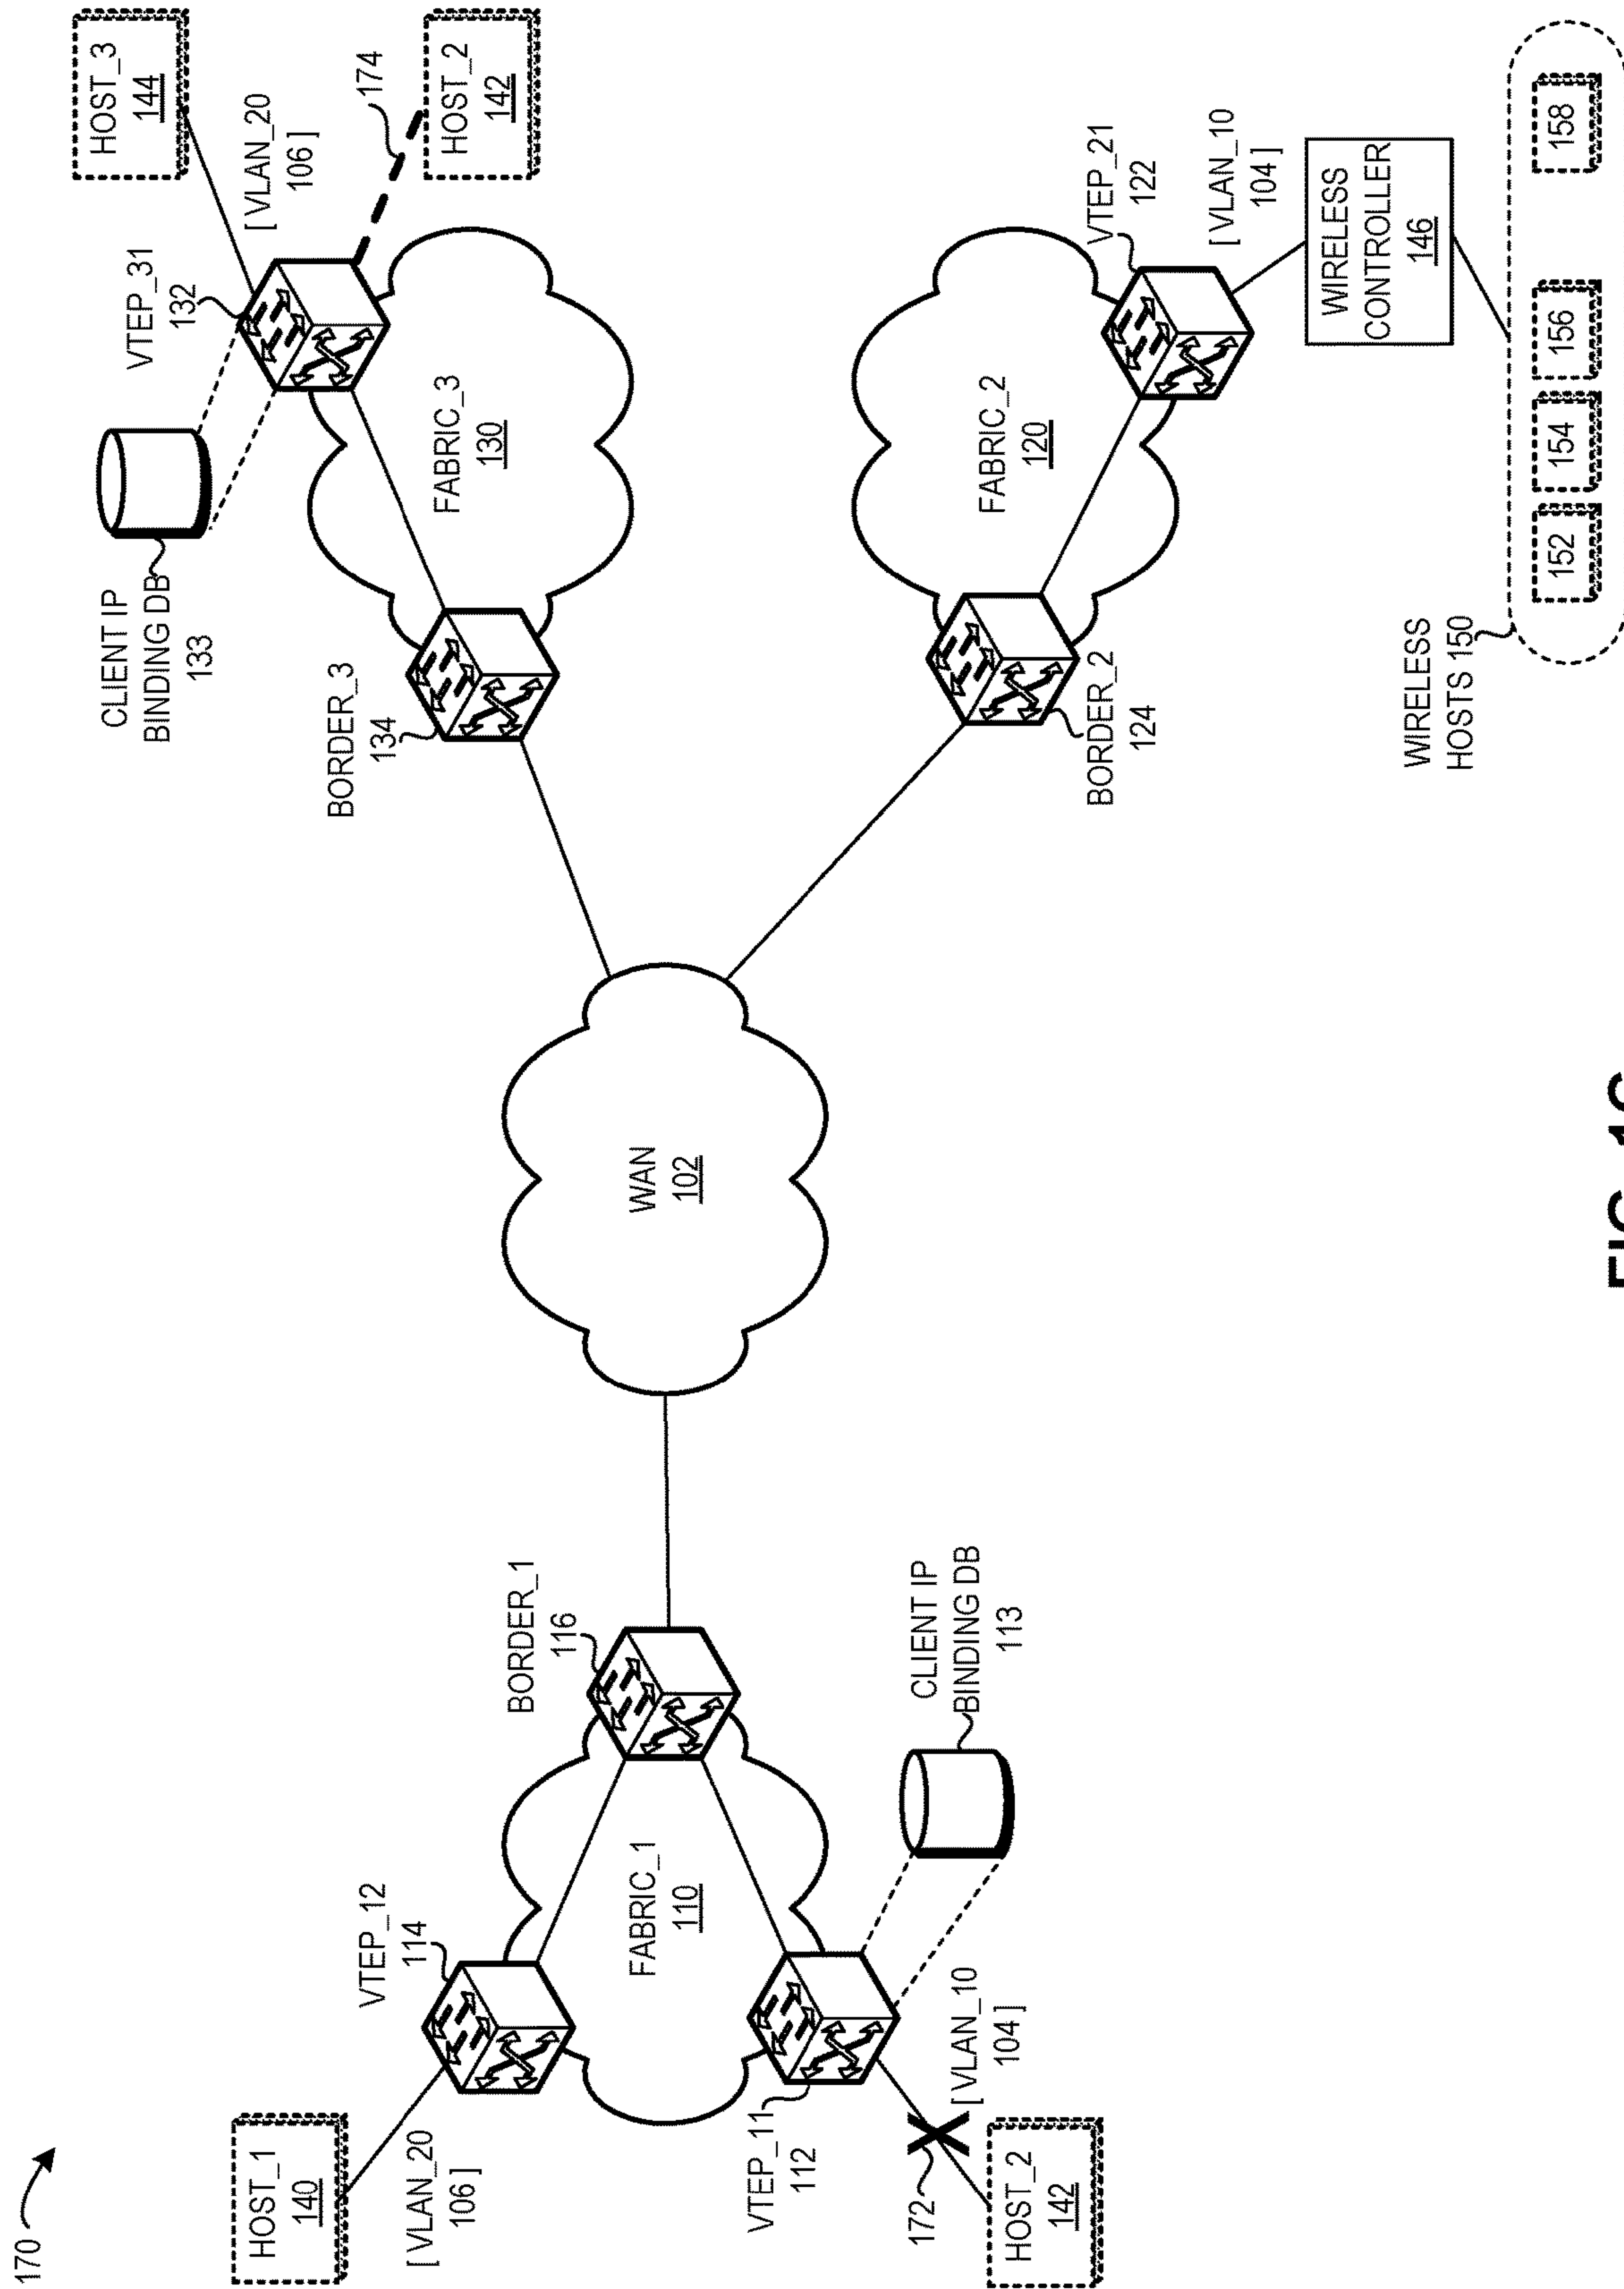 170
HOST_1
140
[ VLAN_20
106 ]
VTEP_12
114
FABRIC_1
110
VTEP_11
112
172
HOST_2
142
[ VLAN_10
104 ]
CLIENT IP
BINDING DB
113
BORDER_1
116
WAN
102
BORDER_3
134
CLIENT IP
BINDING DB
133
FABRIC_3
130
VTEP_31
132
[ VLAN_20
106 ]
HOST_3
144
174
HOST_2
142
BORDER_2
124
FABRIC_2
120
VTEP_21
122
[ VLAN_10
104 ]
WIRELESS
CONTROLLER
146
WIRELESS
HOSTS 150
152
154
156
158